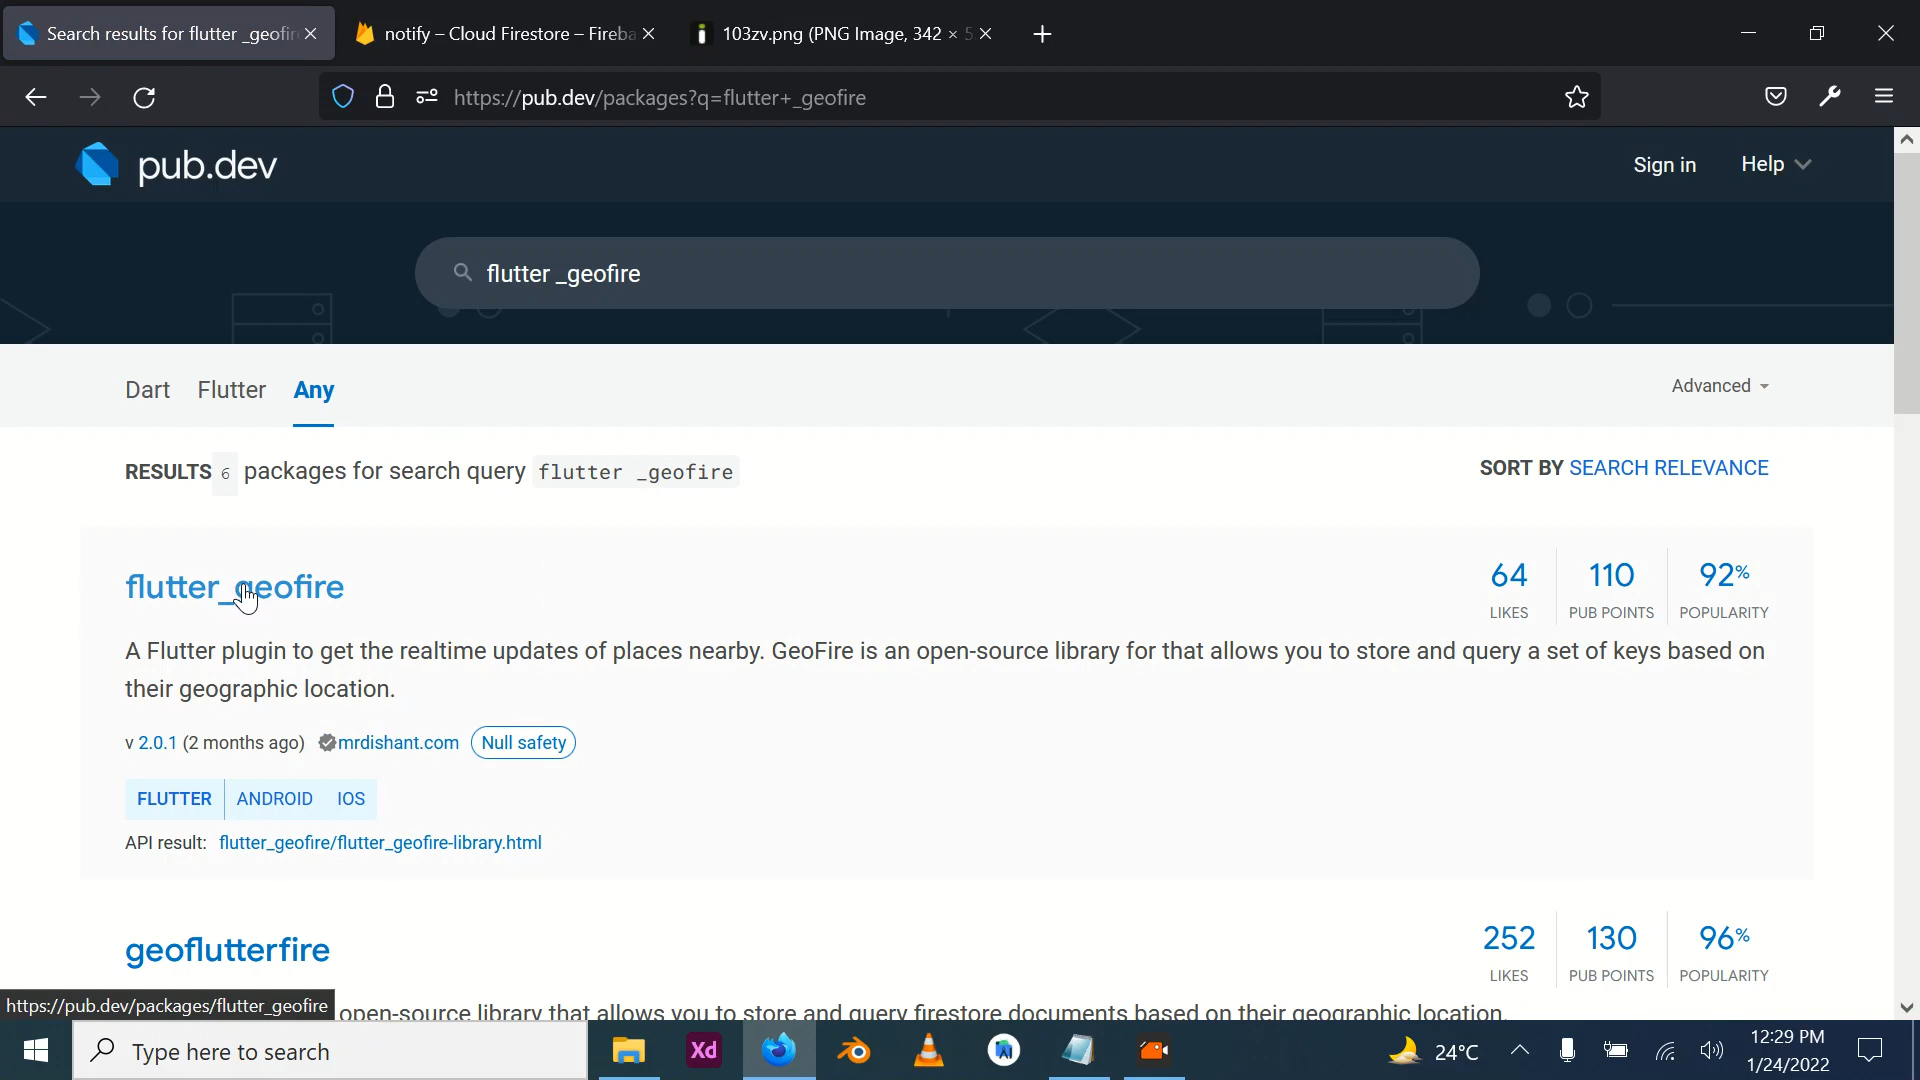 Search results for flutter _geofir
notify – Cloud Firestore – Fireba
103zv.png (PNG Image, 342 × 5
https://pub.dev/packages?q=flutter+_geofire
pub.dev
Sign in
Help
flutter _geofire
Dart
Flutter
Any
Advanced
RESULTS 6 packages for search query flutter _geofire
SORT BY SEARCH RELEVANCE
flutter_geofire
64
110
92%
LIKES
PUB POINTS
POPULARITY
A Flutter plugin to get the realtime updates of places nearby. GeoFire is an open-source library for that allows you to store and query a set of keys based on
their geographic location.
v 2.0.1 (2 months ago) mrdishant.com Null safety
FLUTTER ANDROID IOS
API result: flutter_geofire/flutter_geofire-library.html
geoflutterfire
252
130
96%
LIKES
PUB POINTS
POPULARITY
open-source library that allows you to store and query firestore documents based on their geographic location.
https://pub.dev/packages/flutter_geofire
Type here to search
Xd
24°C
12:29 PM
1/24/2022